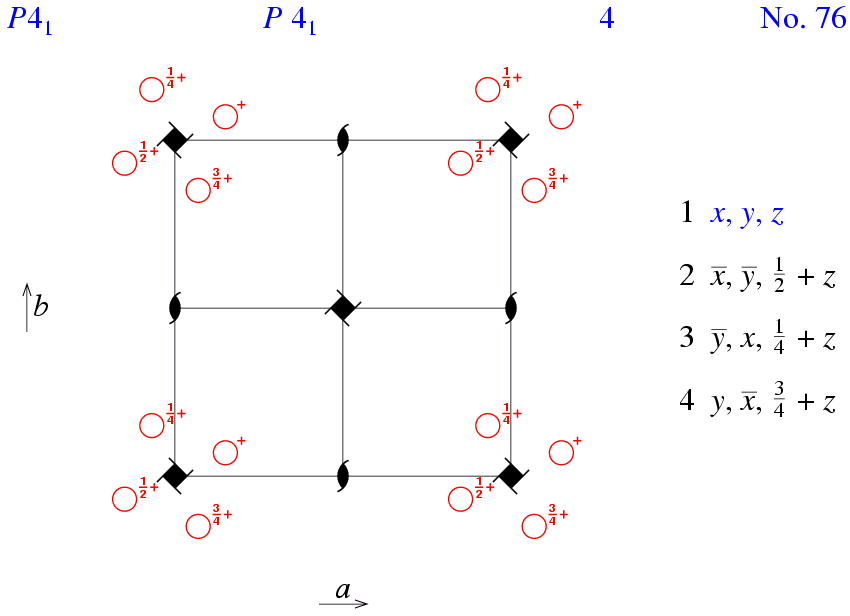 P4₁ P 4₁ 4 No. 76
¼+ ¼+
+ +
½+ ½+
¾+ ¾+
1 x, y, z
2 x̅, y̅, ½ + z
b
3 y̅, x, ¼ + z
4 y, x̅, ¾ + z
¼+ ¼+
+ +
½+ ½+
¾+ ¾+
a